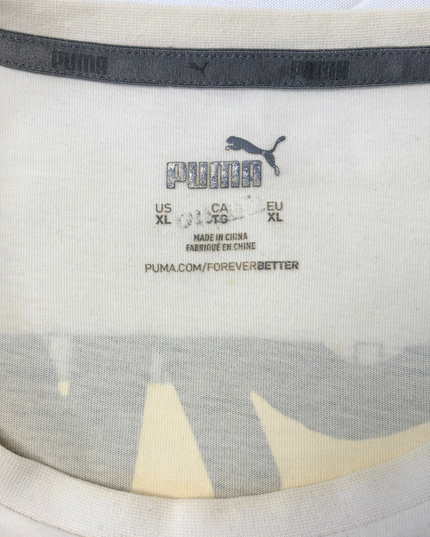 PUMA PUMA
PUMA
US CA EU
XL TG XL
MADE IN CHINA
FABRIQUÉ EN CHINE
PUMA.COM/FOREVERBETTER